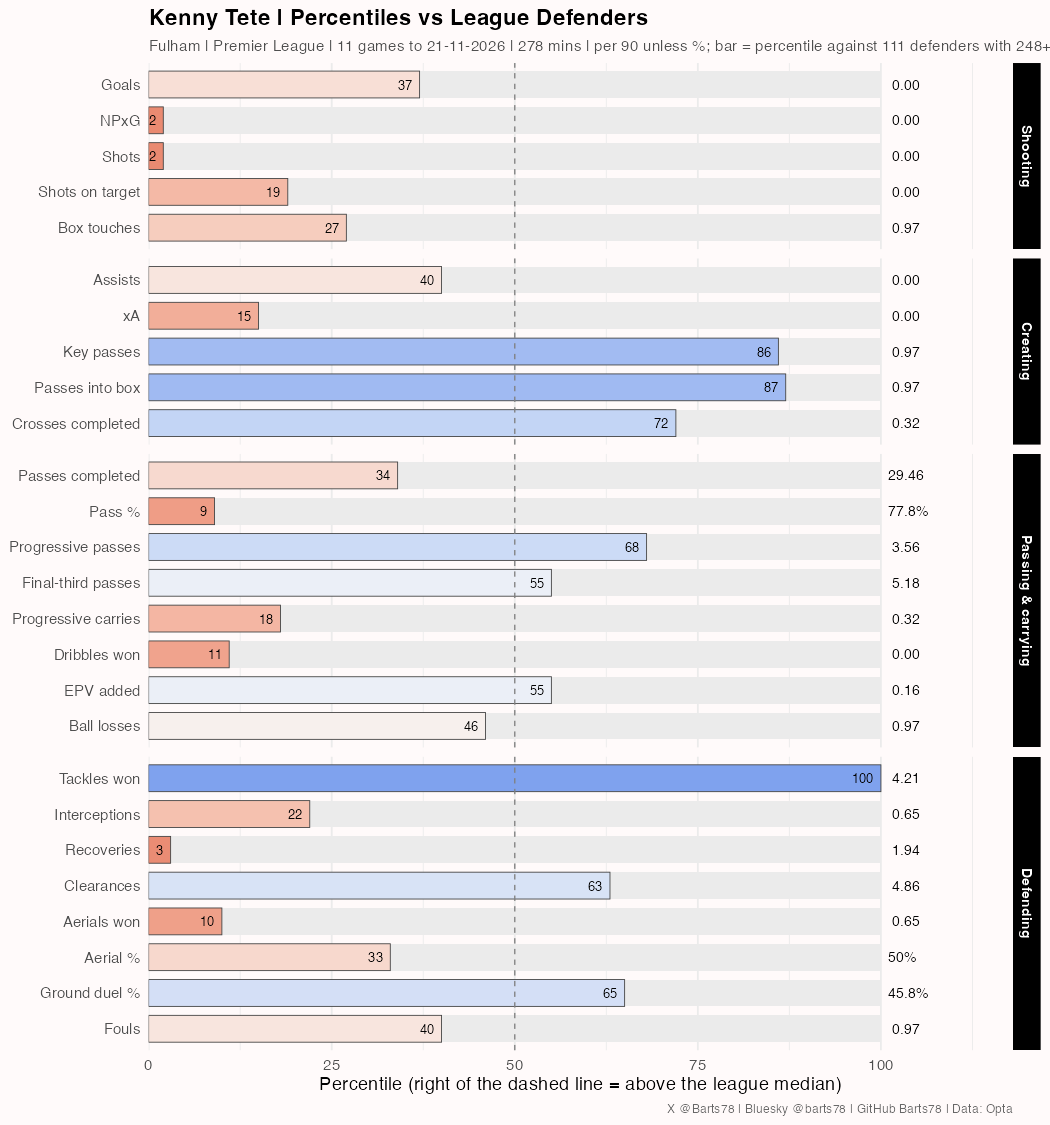 Kenny Tete | Percentiles vs League Defenders
Fulham | Premier League | 11 games to 21-11-2026 | 278 mins | per 90 unless %; bar = percentile against 111 defenders with 248+
Goals 37 0.00
NPxG 2 0.00
Shots 2 0.00
Shots on target 19 0.00
Box touches 27 0.97
Shooting
Assists 40 0.00
xA 15 0.00
Key passes 86 0.97
Passes into box 87 0.97
Crosses completed 72 0.32
Creating
Passes completed 34 29.46
Pass % 9 77.8%
Progressive passes 68 3.56
Final-third passes 55 5.18
Progressive carries 18 0.32
Dribbles won 11 0.00
EPV added 55 0.16
Ball losses 46 0.97
Passing & carrying
Tackles won 100 4.21
Interceptions 22 0.65
Recoveries 3 1.94
Clearances 63 4.86
Aerials won 10 0.65
Aerial % 33 50%
Ground duel % 65 45.8%
Fouls 40 0.97
Defending
0 25 50 75 100
Percentile (right of the dashed line = above the league median)
X @Barts78 | Bluesky @barts78 | GitHub Barts78 | Data: Opta